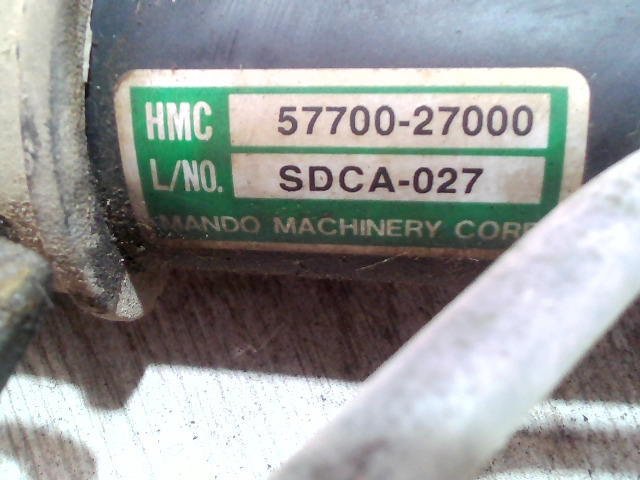 HMC 57700-27000
L/NO. SDCA-027
MANDO MACHINERY CORP